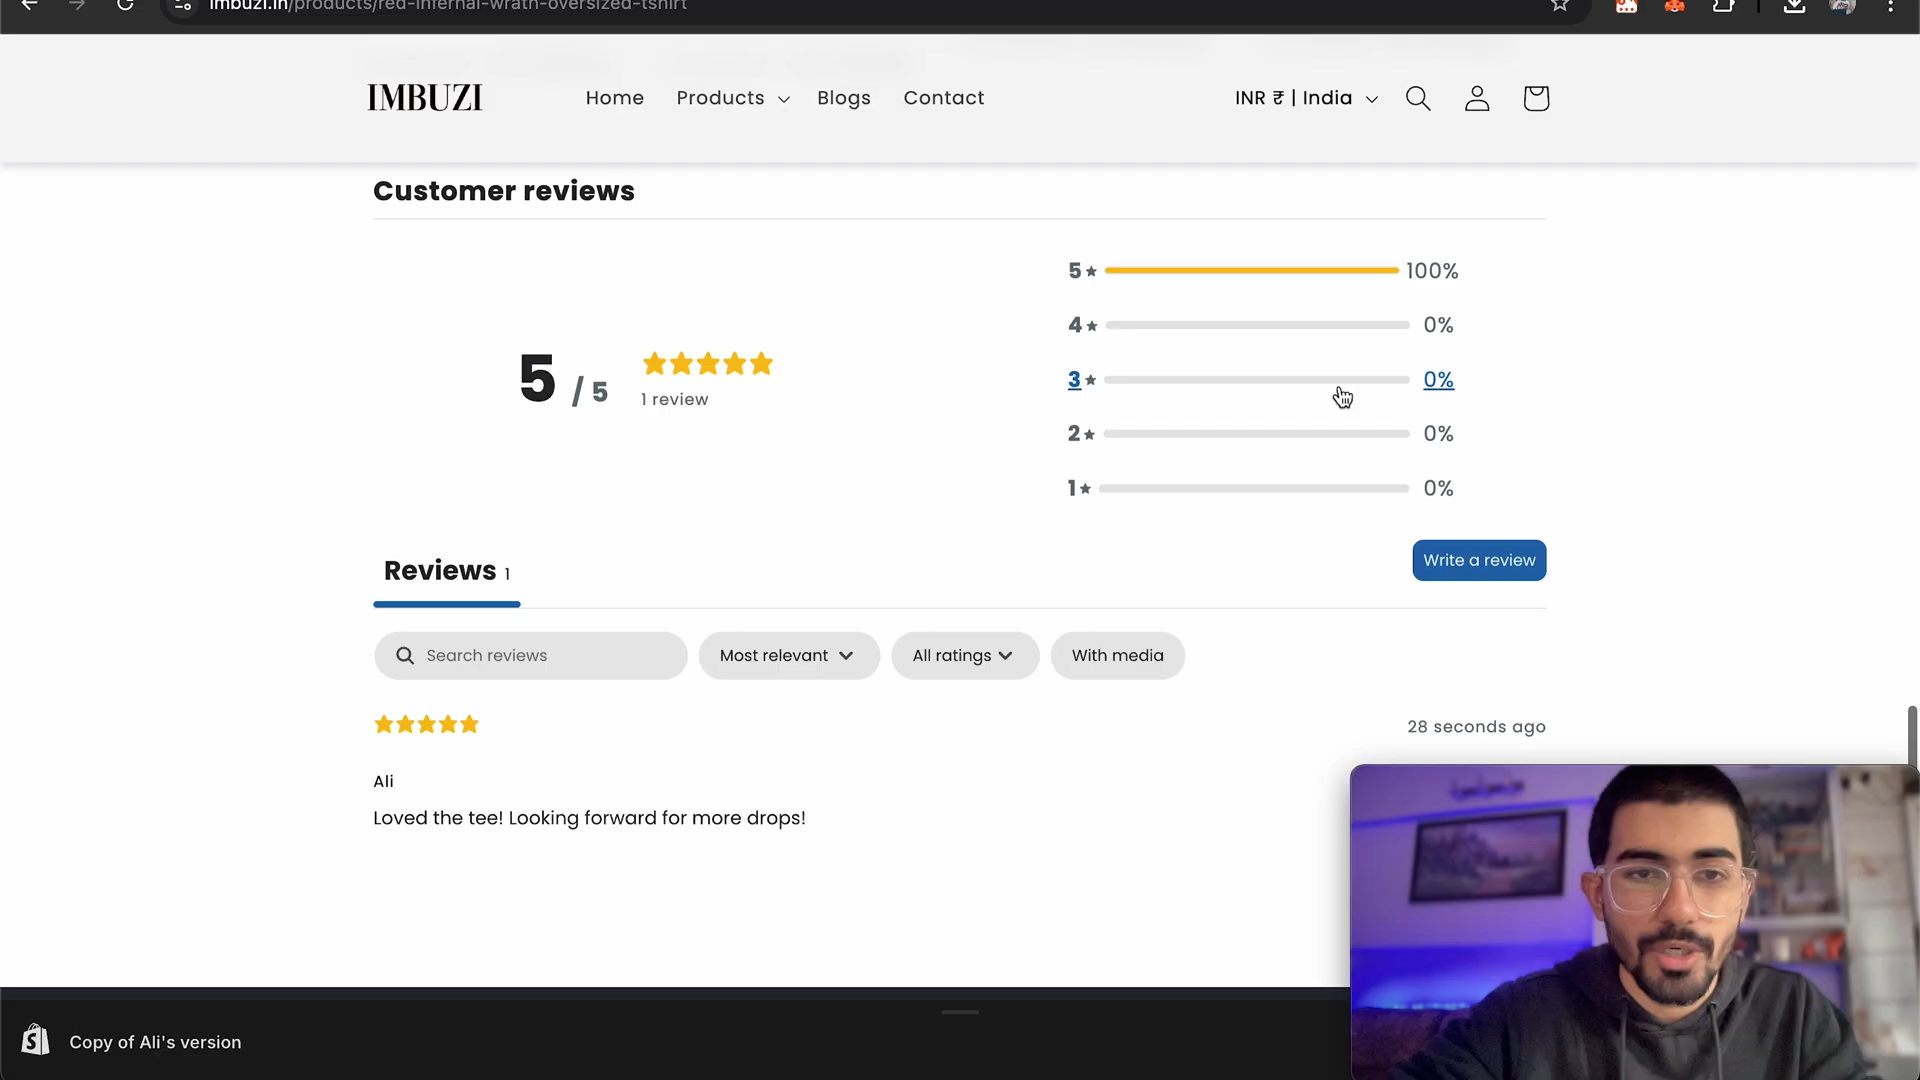 imbuzi.in/products/red-infernal-wrath-oversized-tshirt
IMBUZI
Home
Products
Blogs
Contact
INR ₹ | India
Customer reviews
5 / 5
1 review
5★ 100%
4★ 0%
3★ 0%
2★ 0%
1★ 0%
Reviews 1
Write a review
Search reviews
Most relevant
All ratings
With media
28 seconds ago
Ali
Loved the tee! Looking forward for more drops!
Copy of Ali's version